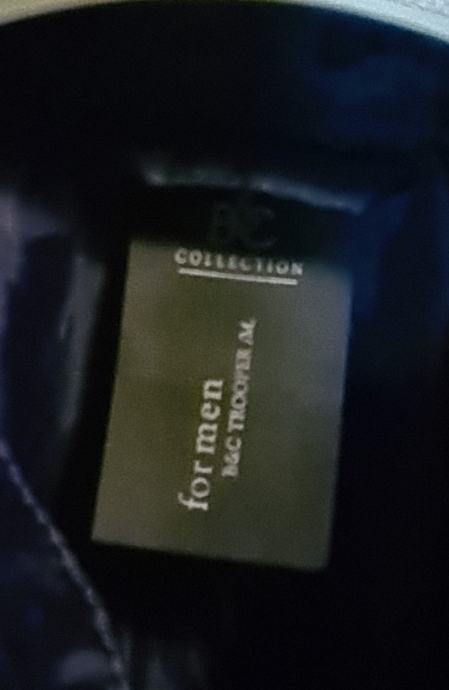 B&C
COLLECTION
for men
B&C TROOPER /M.